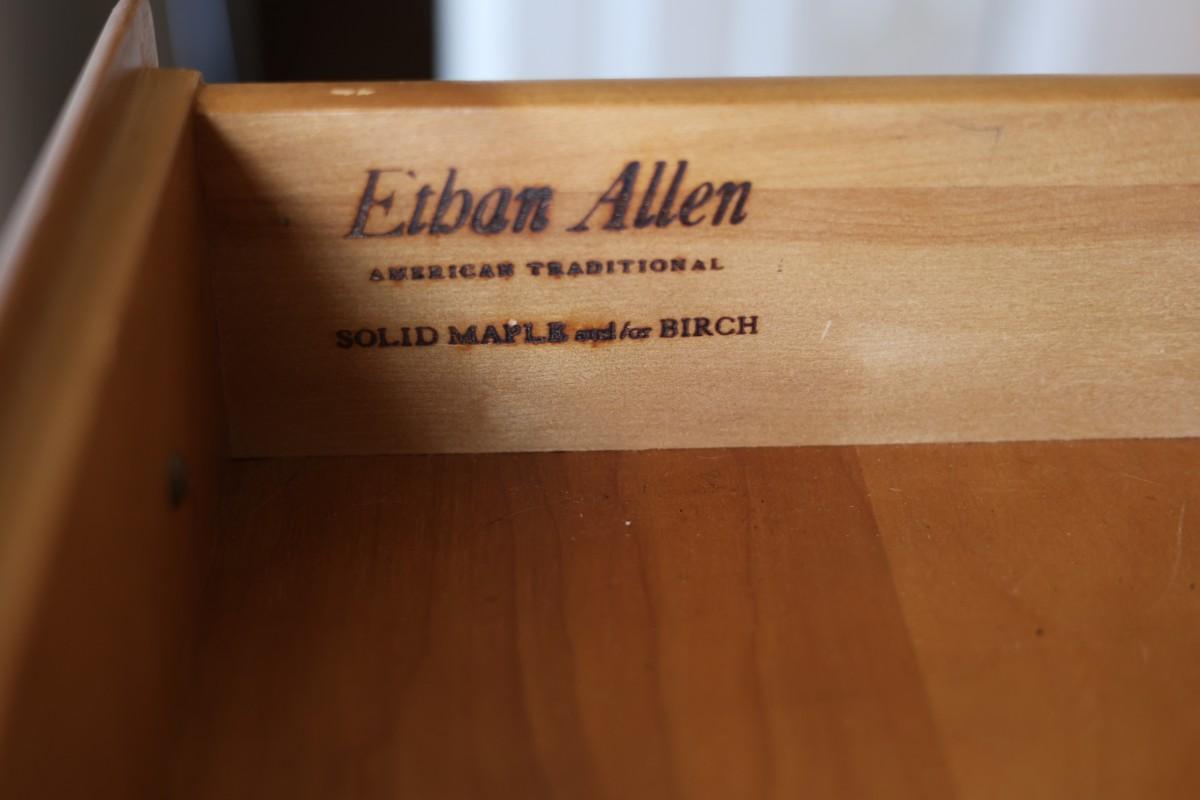 Ethan Allen
AMERICAN TRADITIONAL
SOLID MAPLE and/or BIRCH